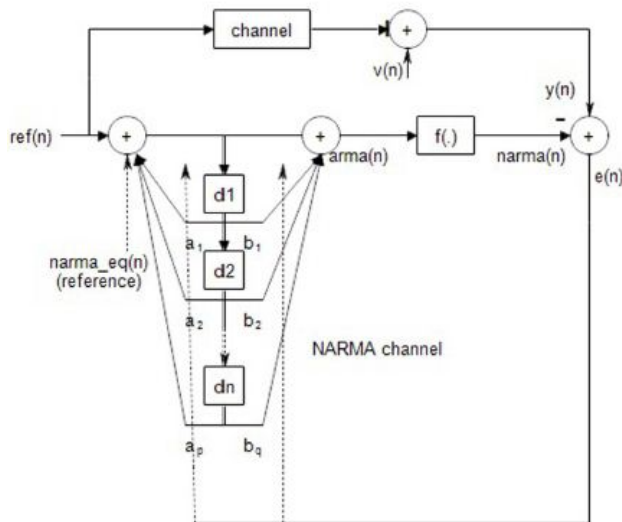 channel
v(n)
y(n)
ref(n)
f(.)
arma(n)
narma(n)
e(n)
d1
a1 b1
narma_eq(n)
(reference)
d2
a2 b2
NARMA channel
dn
ap bq